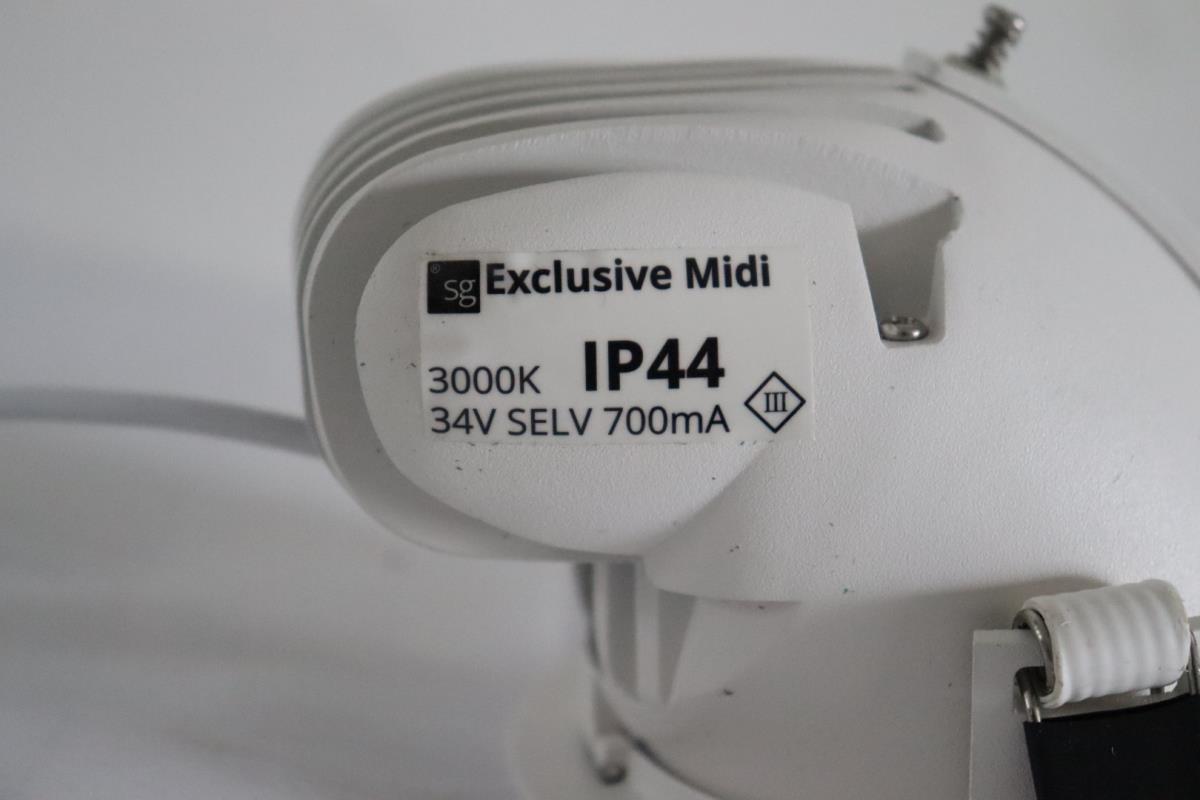 sg® Exclusive Midi
3000K IP44
34V SELV 700mA III